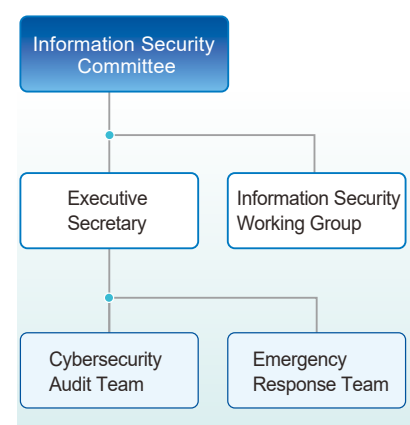 Information Security
Committee
Executive
Secretary
Information Security
Working Group
Cybersecurity
Audit Team
Emergency
Response Team